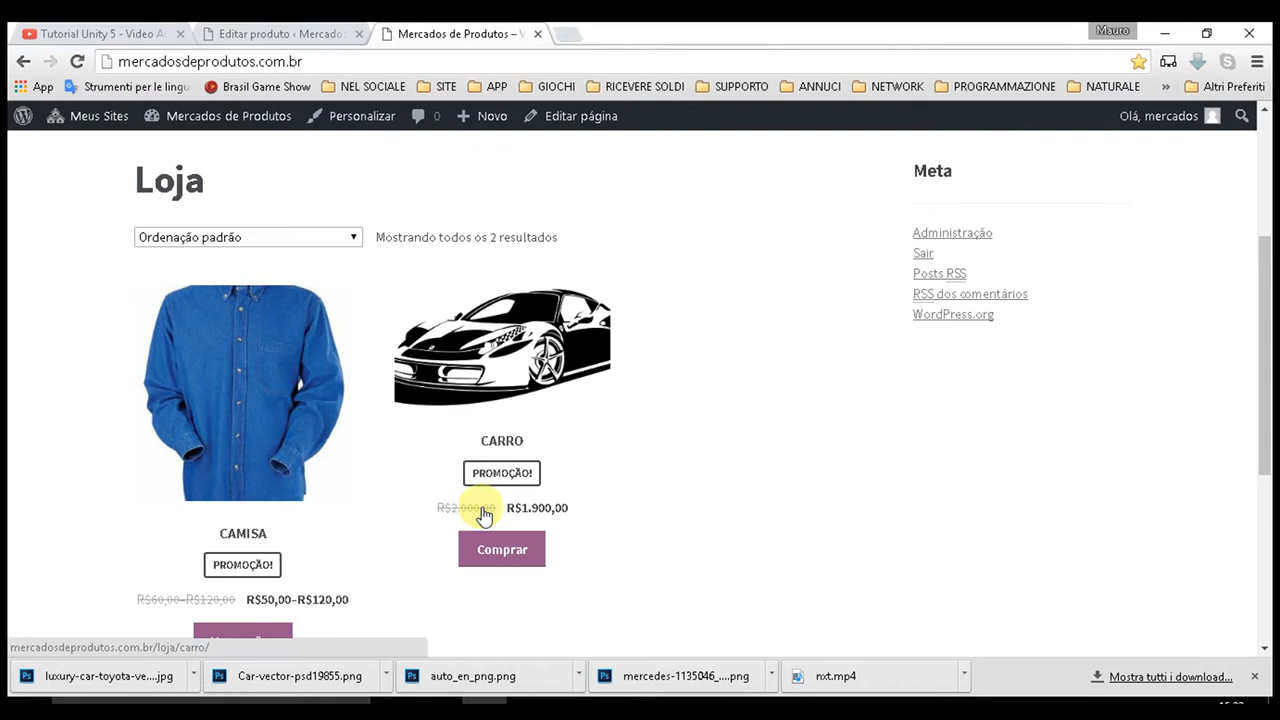 Tutorial Unity 5 - Video A
Editar produto ‹ Mercado
Mercados de Produtos –
Mauro
mercadosdeprodutos.com.br
App
Strumenti per le lingu
Brasil Game Show
NEL SOCIALE
SITE
APP
GIOCHI
RICEVERE SOLDI
SUPPORTO
ANNUCI
NETWORK
PROGRAMMAZIONE
NATURALE
»
Altri Preferiti
Meus Sites
Mercados de Produtos
Personalizar
0
Novo
Editar página
Olá, mercados
Loja
Ordenação padrão
Mostrando todos os 2 resultados
CARRO
PROMOÇÃO!
R$1.900,00
Comprar
CAMISA
PROMOÇÃO!
R$60,00–R$120,00 R$50,00–R$120,00
Meta
Administração
Sair
Posts RSS
RSS dos comentários
WordPress.org
mercadosdeprodutos.com.br/loja/carro/
luxury-car-toyota-ve....jpg
Car-vector-psd19855.png
auto_en_png.png
mercedes-1135046_....png
nxt.mp4
Mostra tutti i download...